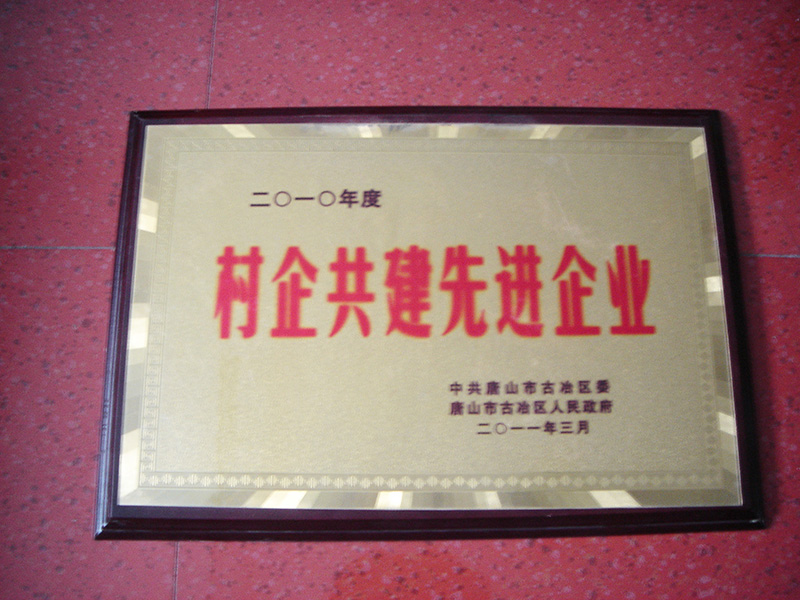 二〇一〇年度
村企共建先进企业
中共唐山市古冶区委
唐山市古冶区人民政府
二〇一一年三月